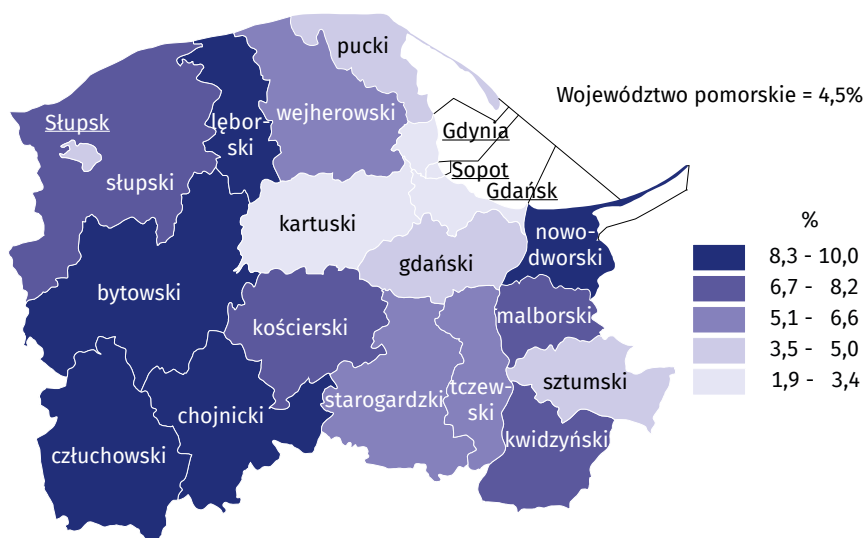 pucki
Województwo pomorskie = 4,5%
Słupsk
lębor-
ski
wejherowski
Gdynia
Sopot
Gdańsk
słupski
kartuski
nowo-
dworski
gdański
bytowski
kościerski
malborski
sztumski
starogardzki
tczew-
ski
chojnicki
kwidzyński
człuchowski
%
8,3 - 10,0
6,7 - 8,2
5,1 - 6,6
3,5 - 5,0
1,9 - 3,4